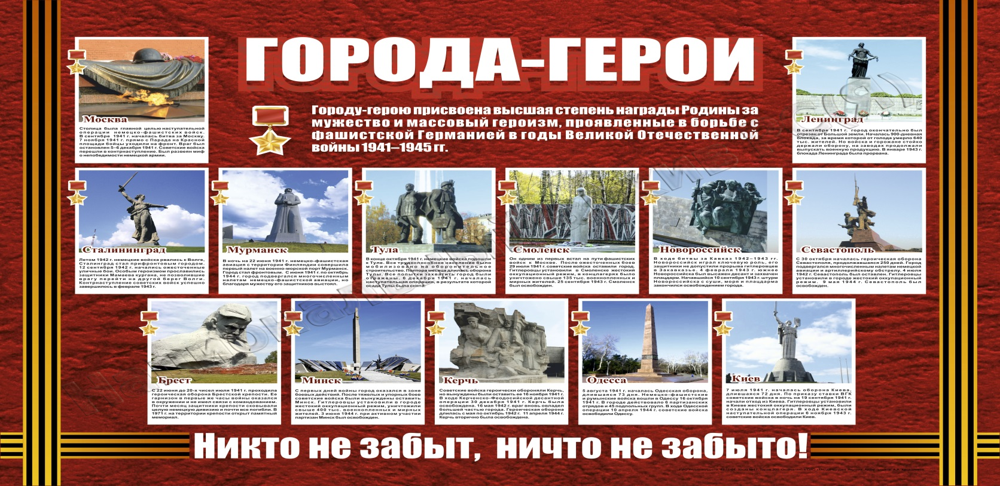 ГОРОДА-ГЕРОИ
Городу-герою присвоена высшая степень награды Родины за
мужество и массовый героизм, проявленные в борьбе с
фашистской Германией в годы Великой Отечественной
войны 1941–1945 гг.
Москва
Столица была главной целью наступательной
операции немецко-фашистских войск.
В сентябре 1941 г. началась битва за Москву.
7 ноября 1941 г. прямо с Парада на Красной
площади бойцы уходили на фронт. Враг был
остановлен 5–6 декабря 1941 г. Советские войска
перешли в контрнаступление. Был развеян миф
о непобедимости немецкой армии.
Ленинград
В сентябре 1941 г. город окончательно был
отрезан от Большой земли. Началась 900-дневная
блокада, за время которой от голода умерло 640
тыс. жителей. Но войска и горожане стойко
держали оборону, на заводах продолжали
выпускать военную продукцию. В январе 1943 г.
блокада Ленинграда была прорвана.
Сталининград
Летом 1942 г. немецкие войска рвались к Волге,
Сталинград стал прифронтовым городом.
12 сентября 1942 г. начались ожесточенные
уличные бои. Особым героизмом прославились
защитники Мамаева кургана, не позволившие
врагу перейти на другой берег Волги.
Контрнаступление советских войск успешно
завершилось в феврале 1943 г.
Мурманск
В ночь на 22 июня 1941 г. немецко-фашистская
авиация с территории Финляндии совершила
первый налет на военно-морской порт Мурманск.
Город стал фронтовым. С июня 1941 г. по октябрь
1944 г. город подвергался многочисленным
налетам немецко-фашистской авиации, но
благодаря мужеству его защитников выстоял.
Тула
В конце октября 1941 г. немецкие войска подошли
к Туле. Все трудоспособное население было
мобилизовано на оборонительное
строительство. Полтора месяца длилась оборона
Тулы. Все попытки захватить город были
отражены. 6 декабря 1941 г. началась
наступательная операция, в результате которой
осада Тулы была снята.
Смоленск
Он одним из первых встал на пути фашистских
войск к Москве. После ожесточенных боев
29 июля 1941 г. советские войска оставили город.
Гитлеровцы установили в Смоленске жестокий
оккупационный режим, в концлагерях было
уничтожено свыше 135 тыс. военнопленных и
мирных жителей. 25 сентября 1943 г. Смоленск
был освобожден.
Новороссийск
В ходе битвы за Кавказ 1942–1943 гг.
Новороссийск играл ключевую роль, его
защитники не допустили прорыва гитлеровцев
в Закавказье. 4 февраля 1943 г. южнее
Новороссийска был высажен десант и захвачен
плацдарм. Начавшийся 10 сентября 1943 г. штурм
Новороссийска с суши, моря и плацдарма
закончился освобождением города.
Севастополь
С 30 октября началась героическая оборона
Севастополя, продолжавшаяся 250 дней. Город
подвергался многочисленным налетам немецкой
авиации и артиллерийскому обстрелу. 4 июля
1942 г. Севастополь был оставлен. Гитлеровцы
установили в городе жестокий оккупационный
режим. 9 мая 1944 г. Севастополь был
освобожден.
Брест
С 22 июня до 20-х чисел июля 1941 г. проходила
героическая оборона Брестской крепости. Ее
гарнизон в первые же часы войны оказался
в окружении и не имел связи с командованием.
Почти месяц защитники крепости сковывали
целую немецкую дивизию и почти все погибли. В
1971 г. на территории крепости открыт памятный
мемориал.
Минск
С первых дней войны город оказался в зоне
боевых действий. После тяжелых и упорных боев
советские войска были вынуждены оставить
Минск. Гитлеровцы установили в городе
жестокий оккупационный режим, уничтожили
свыше 400 тыс. военнопленных и мирных
жителей. 3 июня 1944 г. при активном участии
партизан Минск был освобожден.
Керчь
Советские войска героически обороняли Керчь,
но вынуждены были оставить ее 16 ноября 1941 г.
В ходе Керченско-Феодосийской десантной
операции 30 декабря 1941 г. Керчь была
освобождена. 16 мая 1942 г. враг вновь овладел
большей частью города. Героическая оборона
длилась с мая по октябрь 1942 г. 11 апреля 1944 г.
Керчь вторично была освобождена.
Одесса
5 августа 1941 г. началась Одесская оборона,
длившаяся 73 дня. Немецко-фашистские
и румынские войска вошли в Одессу 16 октября
1941 г. В городе действовало 6 партизанских
отрядов и 45 подпольных групп. В ходе Одесской
операции 10 апреля 1944 г. советские войска
освободили Одессу.
Киев
7 июля 1941 г. началась оборона Киева,
длившаяся 72 дня. По приказу ставки ВГК
советские войска в ночь на 19 сентября 1941 г.
начали отход из Киева. Гитлеровцы установили
в Киеве жестокий оккупационный режим, были
созданы концлагеря. В ходе Киевской
наступательной операции 6 ноября 1943 г.
советские войска освободили Киев.
Никто не забыт, ничто не забыто!